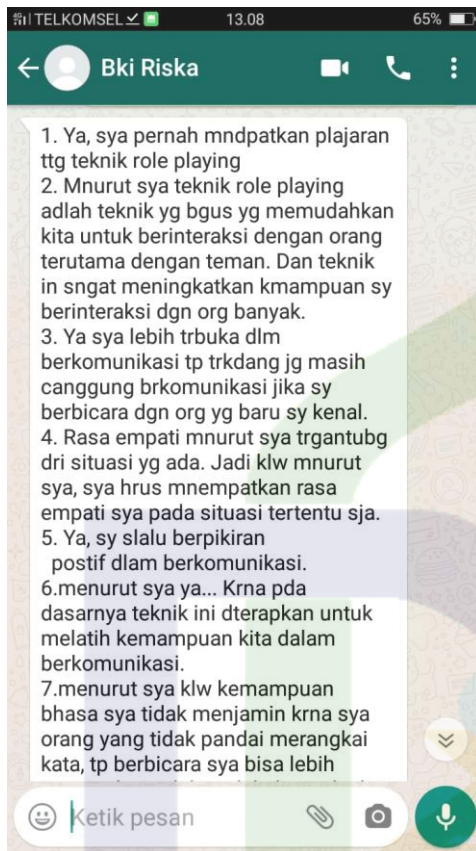 TELKOMSEL 13.08 65%
Bki Riska
1. Ya, sya pernah mndpatkan plajaran
ttg teknik role playing
2. Mnurut sya teknik role playing
adlah teknik yg bgus yg memudahkan
kita untuk berinteraksi dengan orang
terutama dengan teman. Dan teknik
in sngat meningkatkan kmampuan sy
berinteraksi dgn org banyak.
3. Ya sya lebih trbuka dlm
berkomunikasi tp trkdang jg masih
canggung brkomunikasi jika sy
berbicara dgn org yg baru sy kenal.
4. Rasa empati mnurut sya trgantubg
dri situasi yg ada. Jadi klw mnurut
sya, sya hrus mnempatkan rasa
empati sya pada situasi tertentu sja.
5. Ya, sy slalu berpikiran
postif dlam berkomunikasi.
6.menurut sya ya... Krna pda
dasarnya teknik ini dterapkan untuk
melatih kemampuan kita dalam
berkomunikasi.
7.menurut sya klw kemampuan
bhasa sya tidak menjamin krna sya
orang yang tidak pandai merangkai
kata, tp berbicara sya bisa lebih
Ketik pesan